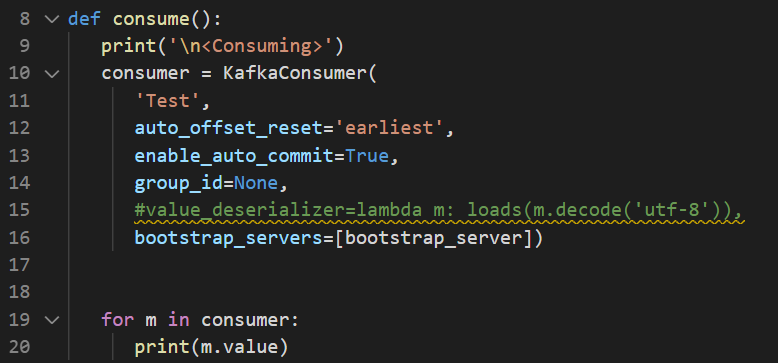 8 def consume():
9 print('\n<Consuming>')
10 consumer = KafkaConsumer(
11 'Test',
12 auto_offset_reset='earliest',
13 enable_auto_commit=True,
14 group_id=None,
15 #value_deserializer=lambda m: loads(m.decode('utf-8')),
16 bootstrap_servers=[bootstrap_server])
17
18
19 for m in consumer:
20 print(m.value)